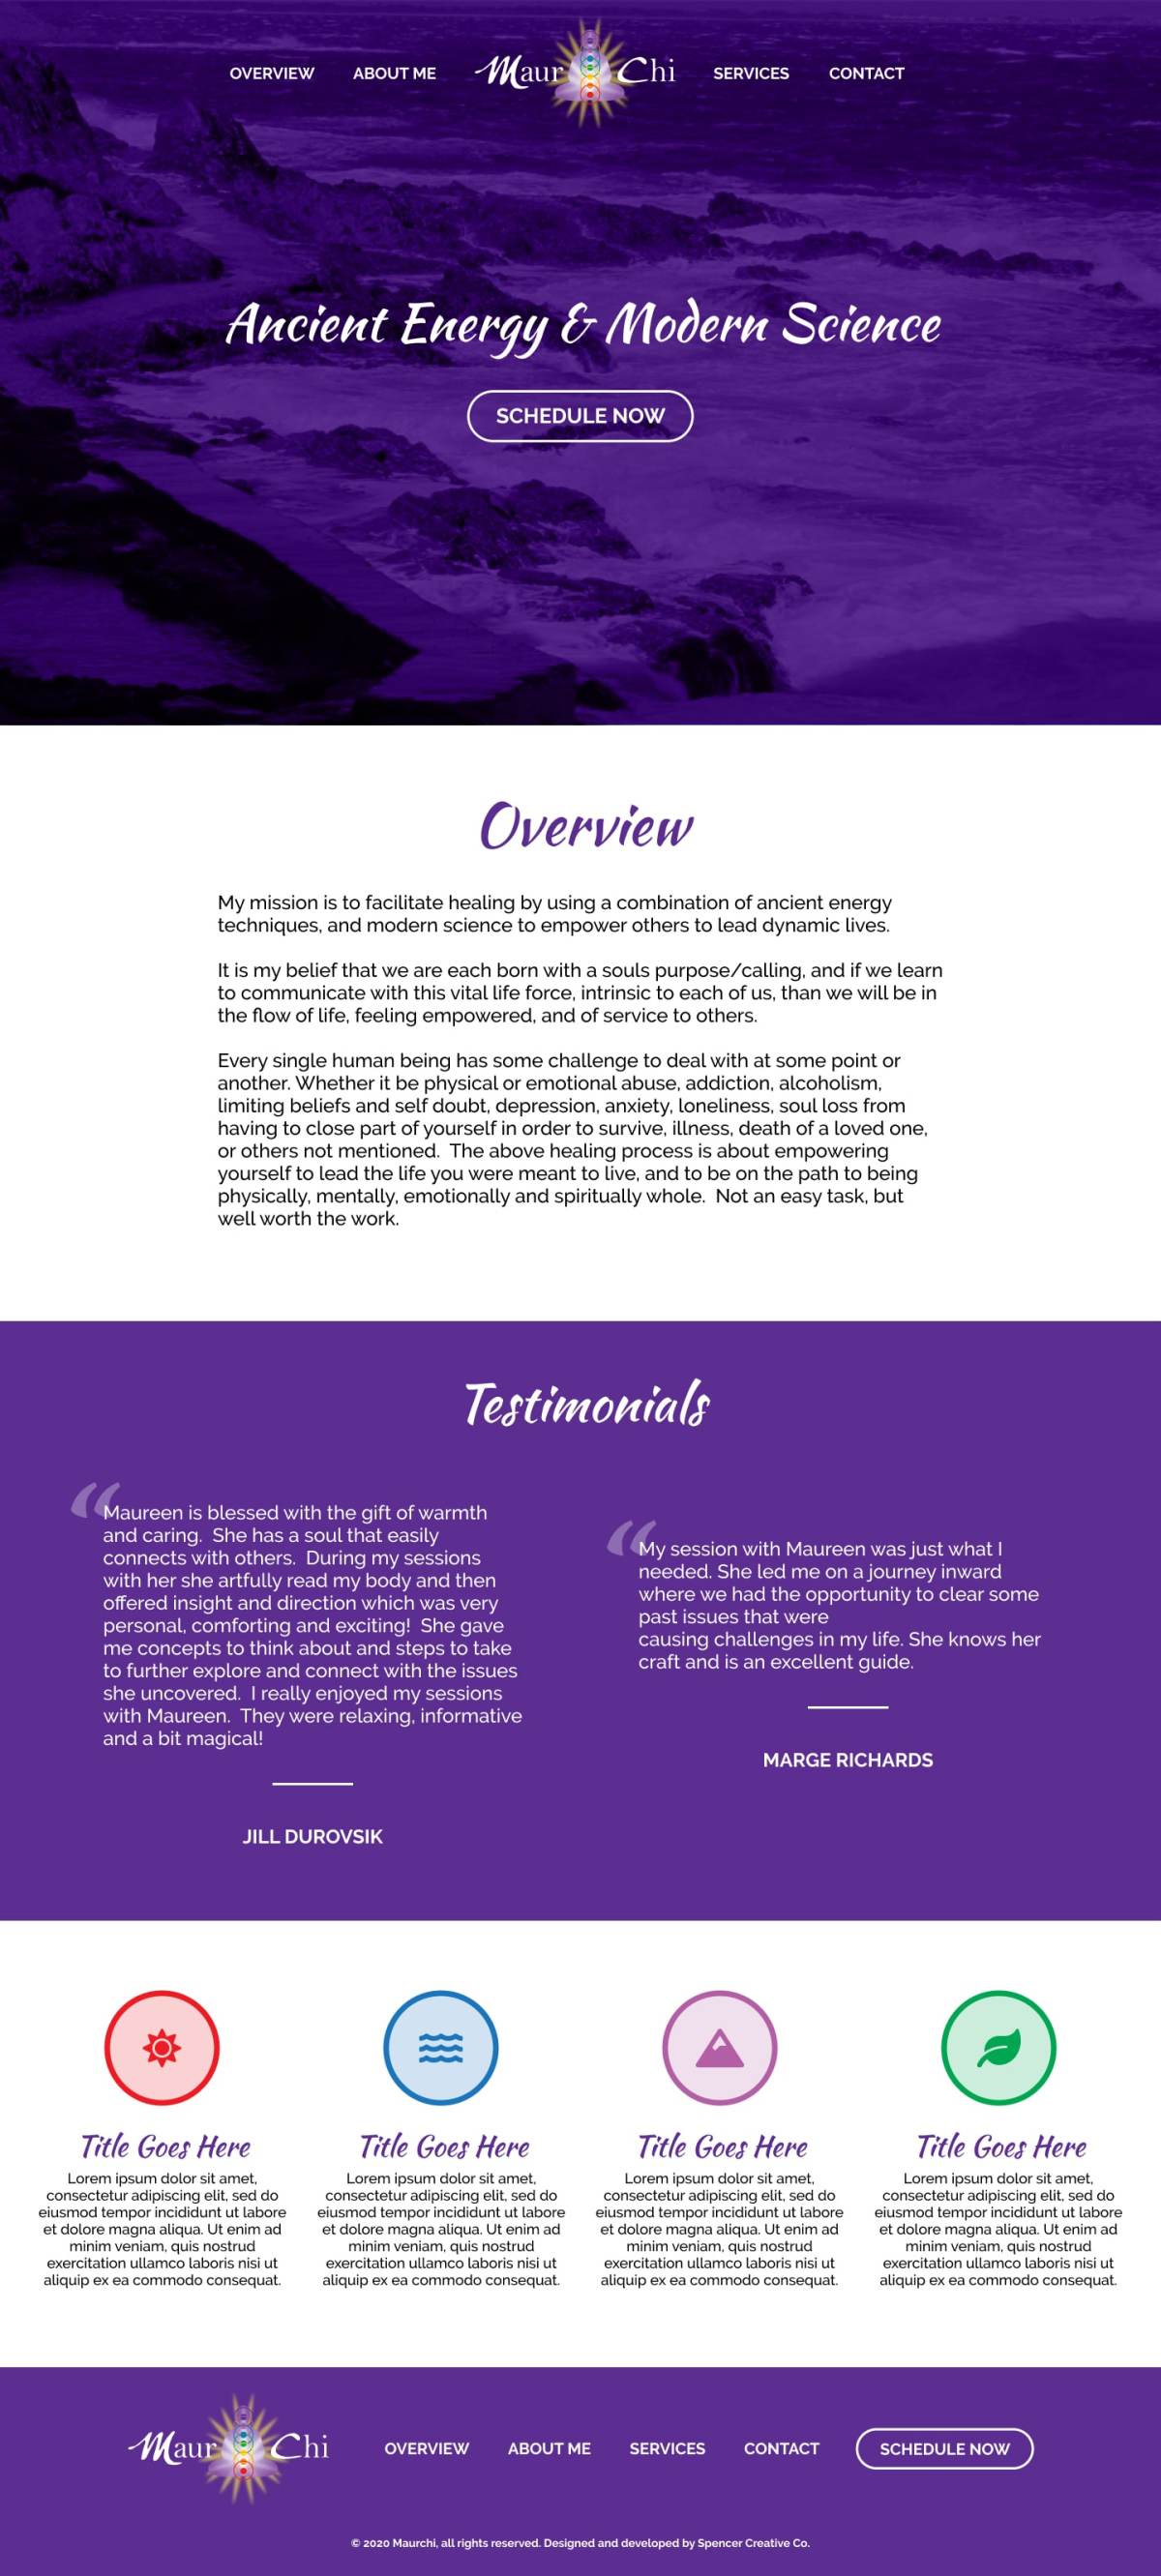 OVERVIEW ABOUT ME Maur Chi SERVICES CONTACT
Ancient Energy & Modern Science
SCHEDULE NOW
Overview
My mission is to facilitate healing by using a combination of ancient energy
techniques, and modern science to empower others to lead dynamic lives.
It is my belief that we are each born with a souls purpose/calling, and if we learn
to communicate with this vital life force, intrinsic to each of us, than we will be in
the flow of life, feeling empowered, and of service to others.
Every single human being has some challenge to deal with at some point or
another. Whether it be physical or emotional abuse, addiction, alcoholism,
limiting beliefs and self doubt, depression, anxiety, loneliness, soul loss from
having to close part of yourself in order to survive, illness, death of a loved one,
or others not mentioned.  The above healing process is about empowering
yourself to lead the life you were meant to live, and to be on the path to being
physically, mentally, emotionally and spiritually whole.  Not an easy task, but
well worth the work.
Testimonials
“Maureen is blessed with the gift of warmth
and caring.  She has a soul that easily
connects with others.  During my sessions
with her she artfully read my body and then
offered insight and direction which was very
personal, comforting and exciting!  She gave
me concepts to think about and steps to take
to further explore and connect with the issues
she uncovered.  I really enjoyed my sessions
with Maureen.  They were relaxing, informative
and a bit magical!
JILL DUROVSIK
“My session with Maureen was just what I
needed. She led me on a journey inward
where we had the opportunity to clear some
past issues that were
causing challenges in my life. She knows her
craft and is an excellent guide.
MARGE RICHARDS
Title Goes Here
Lorem ipsum dolor sit amet,
consectetur adipiscing elit, sed do
eiusmod tempor incididunt ut labore
et dolore magna aliqua. Ut enim ad
minim veniam, quis nostrud
exercitation ullamco laboris nisi ut
aliquip ex ea commodo consequat.
Title Goes Here
Lorem ipsum dolor sit amet,
consectetur adipiscing elit, sed do
eiusmod tempor incididunt ut labore
et dolore magna aliqua. Ut enim ad
minim veniam, quis nostrud
exercitation ullamco laboris nisi ut
aliquip ex ea commodo consequat.
Title Goes Here
Lorem ipsum dolor sit amet,
consectetur adipiscing elit, sed do
eiusmod tempor incididunt ut labore
et dolore magna aliqua. Ut enim ad
minim veniam, quis nostrud
exercitation ullamco laboris nisi ut
aliquip ex ea commodo consequat.
Title Goes Here
Lorem ipsum dolor sit amet,
consectetur adipiscing elit, sed do
eiusmod tempor incididunt ut labore
et dolore magna aliqua. Ut enim ad
minim veniam, quis nostrud
exercitation ullamco laboris nisi ut
aliquip ex ea commodo consequat.
Maur Chi OVERVIEW ABOUT ME SERVICES CONTACT SCHEDULE NOW
© 2020 Maurchi, all rights reserved. Designed and developed by Spencer Creative Co.